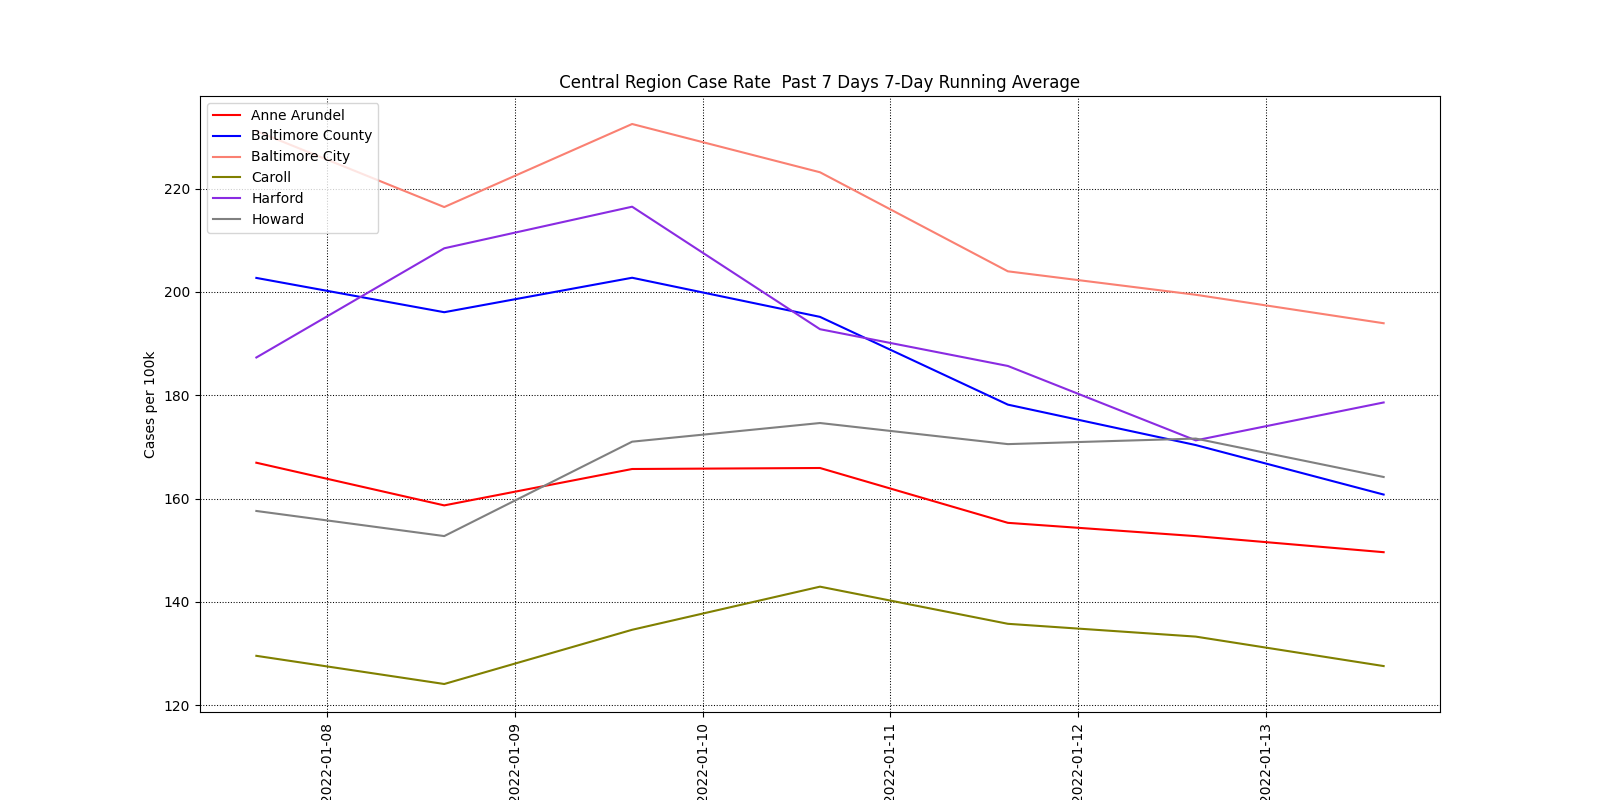 Central Region Case Rate  Past 7 Days 7-Day Running Average
Anne Arundel
Baltimore County
Baltimore City
Caroll
Harford
Howard
Cases per 100k
220
200
180
160
140
120
2022-01-08
2022-01-09
2022-01-10
2022-01-11
2022-01-12
2022-01-13